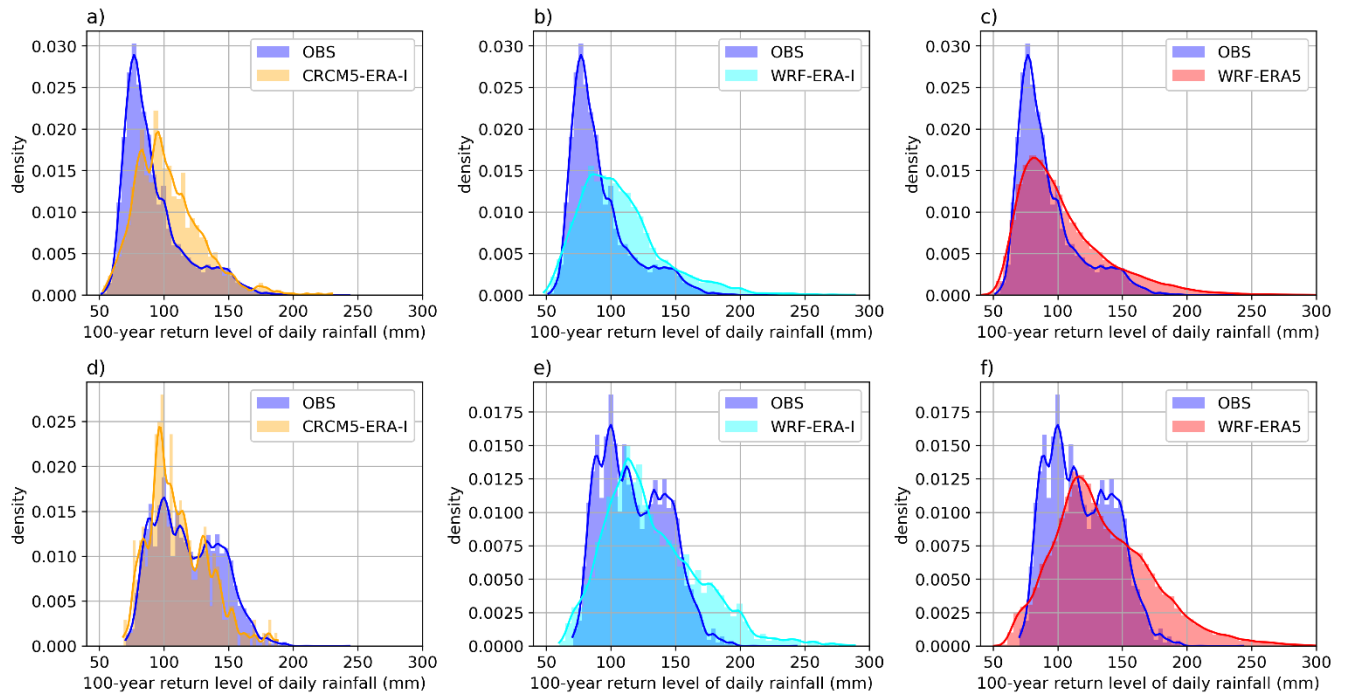 a)
density
0.030
0.025
0.020
0.015
0.010
0.005
0.000
OBS
CRCM5-ERA-I
50 100 150 200 250 300
100-year return level of daily rainfall (mm)
b)
density
0.030
0.025
0.020
0.015
0.010
0.005
0.000
OBS
WRF-ERA-I
50 100 150 200 250 300
100-year return level of daily rainfall (mm)
c)
density
0.030
0.025
0.020
0.015
0.010
0.005
0.000
OBS
WRF-ERA5
50 100 150 200 250 300
100-year return level of daily rainfall (mm)
d)
density
0.025
0.020
0.015
0.010
0.005
0.000
OBS
CRCM5-ERA-I
50 100 150 200 250 300
100-year return level of daily rainfall (mm)
e)
density
0.0175
0.0150
0.0125
0.0100
0.0075
0.0050
0.0025
0.0000
OBS
WRF-ERA-I
50 100 150 200 250 300
100-year return level of daily rainfall (mm)
f)
density
0.0175
0.0150
0.0125
0.0100
0.0075
0.0050
0.0025
0.0000
OBS
WRF-ERA5
50 100 150 200 250 300
100-year return level of daily rainfall (mm)